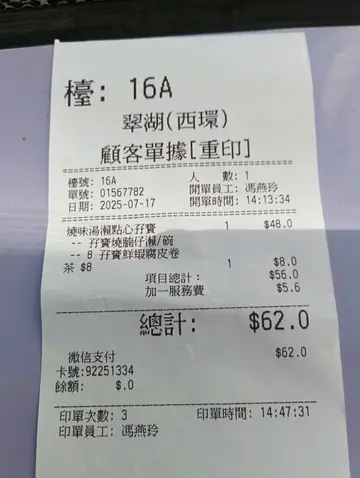 檯: 16A
翠湖(西環)
顧客單據[重印]
檯號: 16A 人 數: 1
單號: 01567782 開單員工: 馮燕玲
日期: 2025-07-17 開單時間: 14:13:34
燒味湯瀨點心孖寶 1 $48.0
-- 孖寶燒腩仔瀨/碗
-- 8 孖寶鮮蝦腐皮卷
茶 $8 1 $8.0
項目總計: $56.0
加一服務費 $5.6
總計: $62.0
微信支付 $62.0
卡號:92251334
餘額: $.0
印單次數: 3 印單時間: 14:47:31
印單員工: 馮燕玲